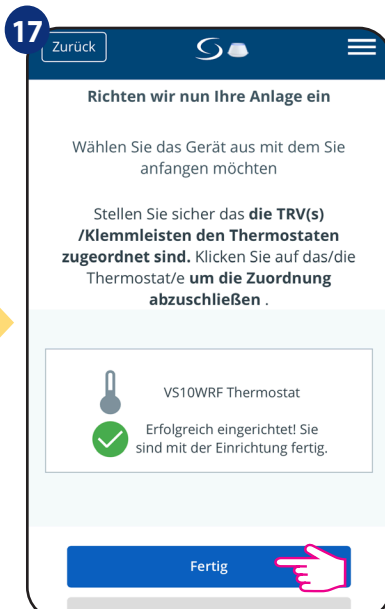 17
Zurück
Richten wir nun Ihre Anlage ein
Wählen Sie das Gerät aus mit dem Sie
anfangen möchten
Stellen Sie sicher das die TRV(s)
/Klemmleisten den Thermostaten
zugeordnet sind. Klicken Sie auf das/die
Thermostat/e um die Zuordnung
abzuschließen .
VS10WRF Thermostat
Erfolgreich eingerichtet! Sie
sind mit der Einrichtung fertig.
Fertig